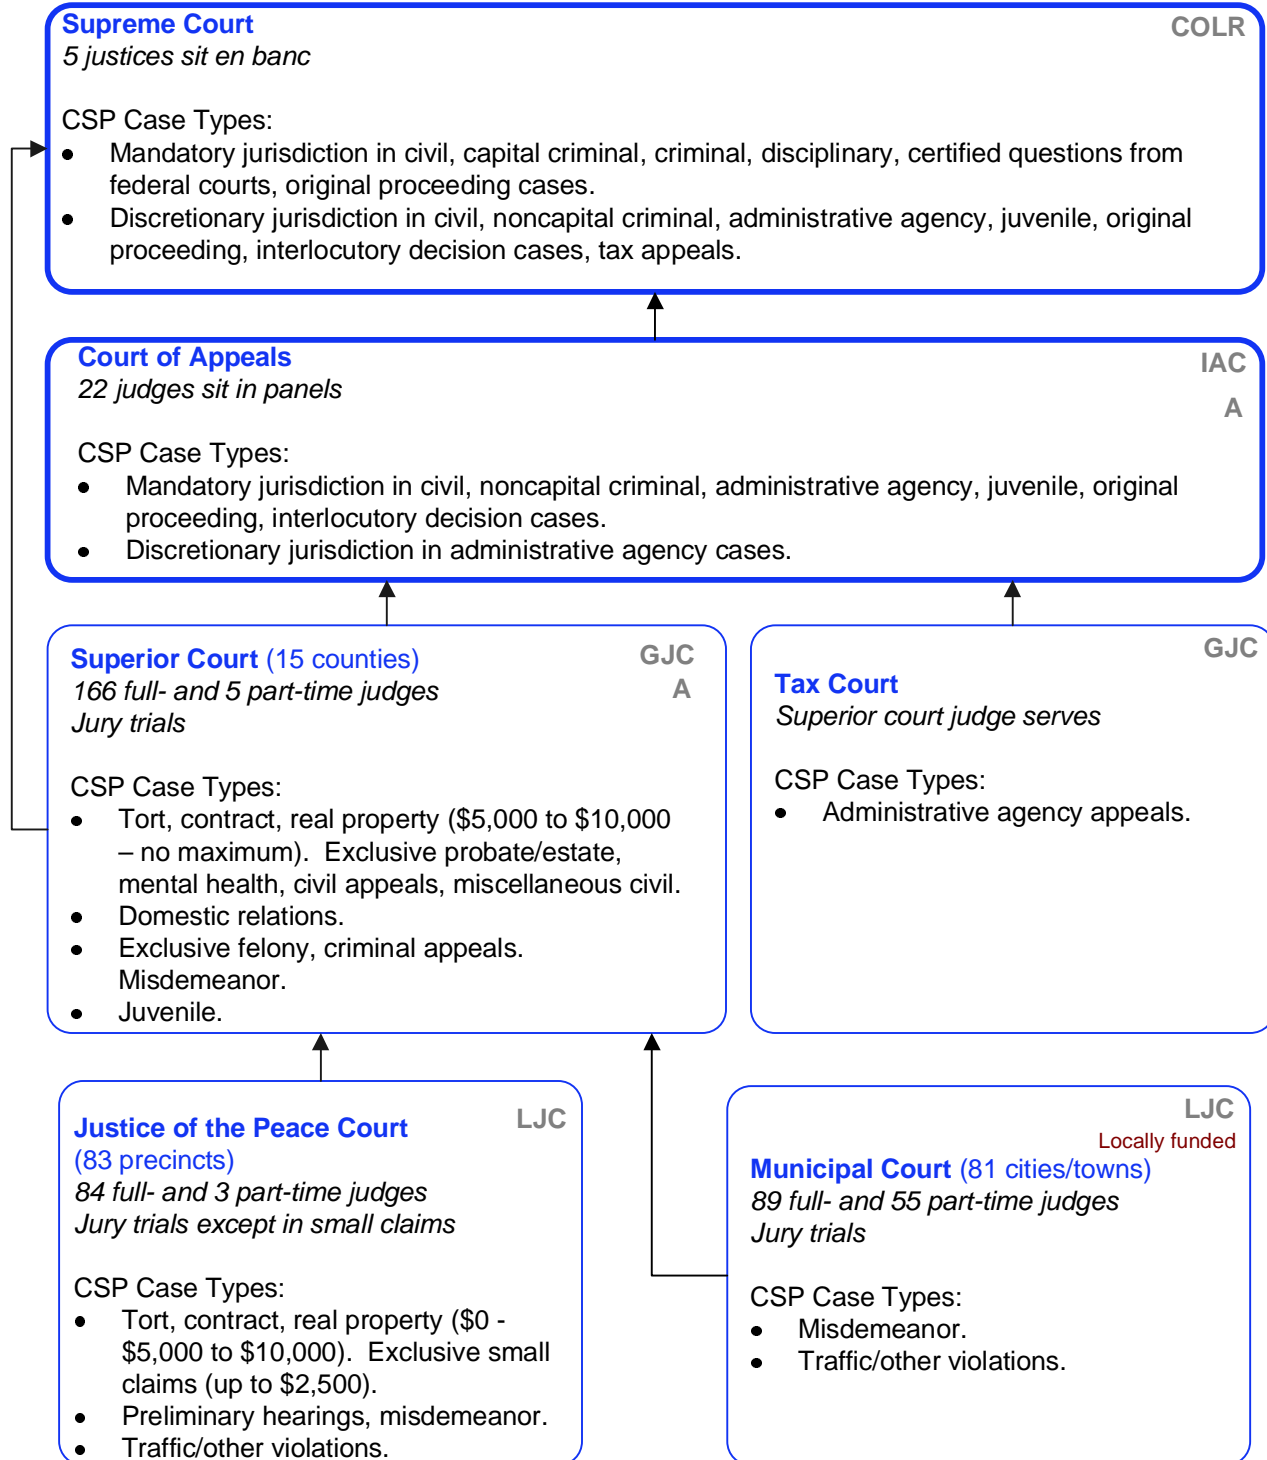 Supreme Court
COLR
5 justices sit en banc
CSP Case Types:
• Mandatory jurisdiction in civil, capital criminal, criminal, disciplinary, certified questions from
federal courts, original proceeding cases.
• Discretionary jurisdiction in civil, noncapital criminal, administrative agency, juvenile, original
proceeding, interlocutory decision cases, tax appeals.
Court of Appeals
IAC
22 judges sit in panels
A
CSP Case Types:
• Mandatory jurisdiction in civil, noncapital criminal, administrative agency, juvenile, original
proceeding, interlocutory decision cases.
• Discretionary jurisdiction in administrative agency cases.
Superior Court (15 counties)
GJC
166 full- and 5 part-time judges
A
Jury trials
CSP Case Types:
• Tort, contract, real property ($5,000 to $10,000
– no maximum). Exclusive probate/estate,
mental health, civil appeals, miscellaneous civil.
• Domestic relations.
• Exclusive felony, criminal appeals.
Misdemeanor.
• Juvenile.
GJC
Tax Court
Superior court judge serves
CSP Case Types:
• Administrative agency appeals.
LJC
Justice of the Peace Court
(83 precincts)
84 full- and 3 part-time judges
Jury trials except in small claims
CSP Case Types:
• Tort, contract, real property ($0 -
$5,000 to $10,000). Exclusive small
claims (up to $2,500).
• Preliminary hearings, misdemeanor.
• Traffic/other violations.
LJC
Locally funded
Municipal Court (81 cities/towns)
89 full- and 55 part-time judges
Jury trials
CSP Case Types:
• Misdemeanor.
• Traffic/other violations.